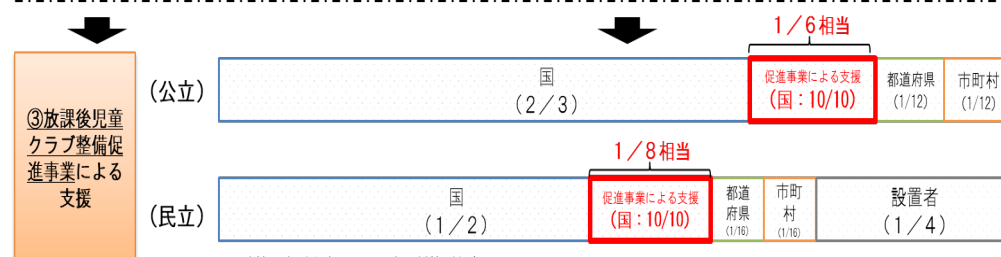 1/6相当
③放課後児童
クラブ整備促
進事業による
支援
(公立)
国
(2/3)
促進事業による支援
(国:10/10)
都道府県
(1/12)
市町村
(1/12)
1/8相当
(民立)
国
(1/2)
促進事業による支援
(国:10/10)
都道
府県
(1/16)
市町
村
(1/16)
設置者
(1/4)